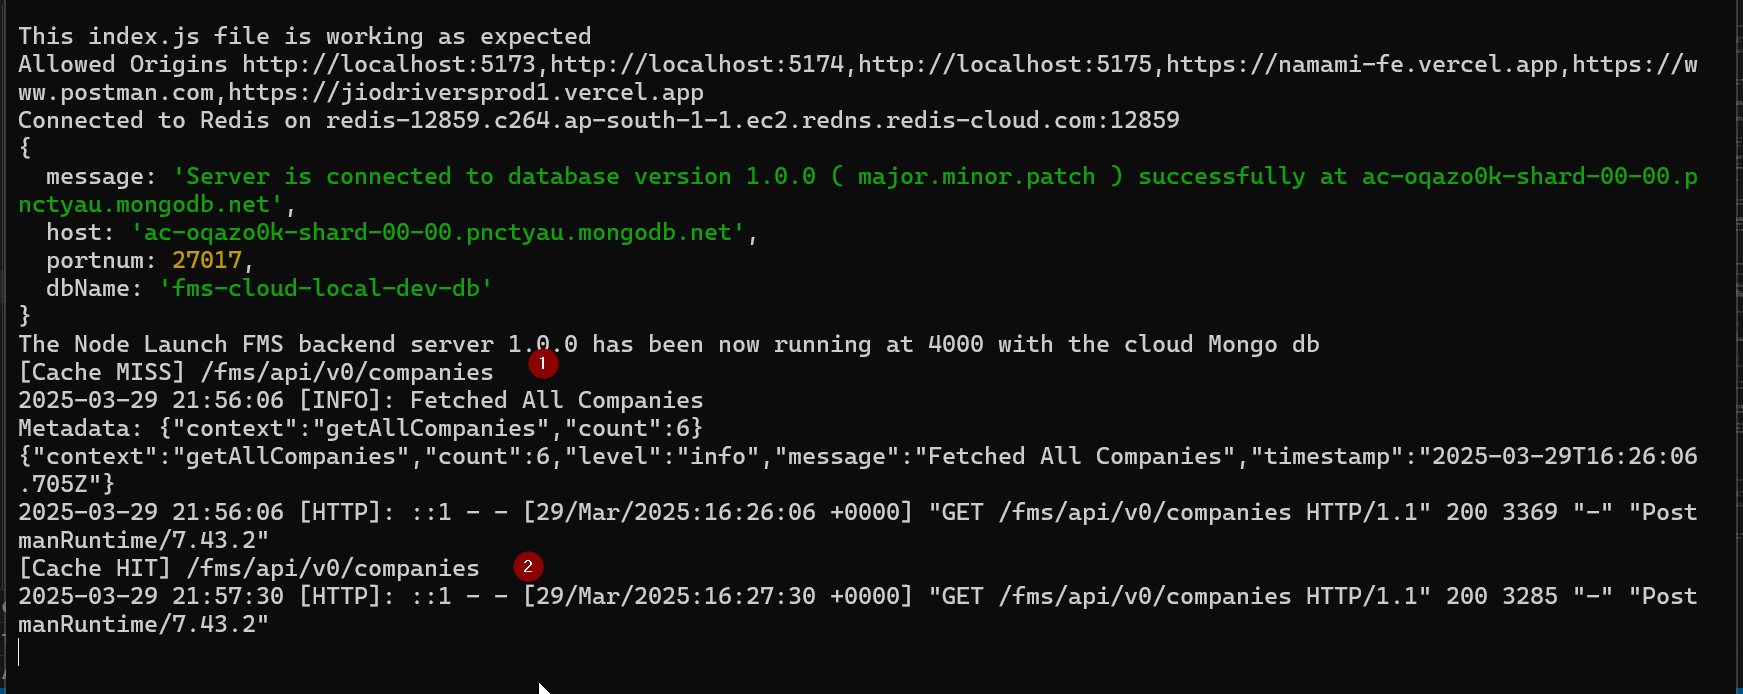 This index.js file is working as expected
Allowed Origins http://localhost:5173,http://localhost:5174,http://localhost:5175,https://namami-fe.vercel.app,https://w
ww.postman.com,https://jiodriversprod1.vercel.app
Connected to Redis on redis-12859.c264.ap-south-1-1.ec2.redns.redis-cloud.com:12859
{
  message: 'Server is connected to database version 1.0.0 ( major.minor.patch ) successfully at ac-oqazo0k-shard-00-00.p
nctyau.mongodb.net',
  host: 'ac-oqazo0k-shard-00-00.pnctyau.mongodb.net',
  portnum: 27017,
  dbName: 'fms-cloud-local-dev-db'
}
The Node Launch FMS backend server 1.0.0 has been now running at 4000 with the cloud Mongo db
[Cache MISS] /fms/api/v0/companies 1
2025-03-29 21:56:06 [INFO]: Fetched All Companies
Metadata: {"context":"getAllCompanies","count":6}
{"context":"getAllCompanies","count":6,"level":"info","message":"Fetched All Companies","timestamp":"2025-03-29T16:26:06
.705Z"}
2025-03-29 21:56:06 [HTTP]: ::1 - - [29/Mar/2025:16:26:06 +0000] "GET /fms/api/v0/companies HTTP/1.1" 200 3369 "-" "Post
manRuntime/7.43.2"
[Cache HIT] /fms/api/v0/companies 2
2025-03-29 21:57:30 [HTTP]: ::1 - - [29/Mar/2025:16:27:30 +0000] "GET /fms/api/v0/companies HTTP/1.1" 200 3285 "-" "Post
manRuntime/7.43.2"